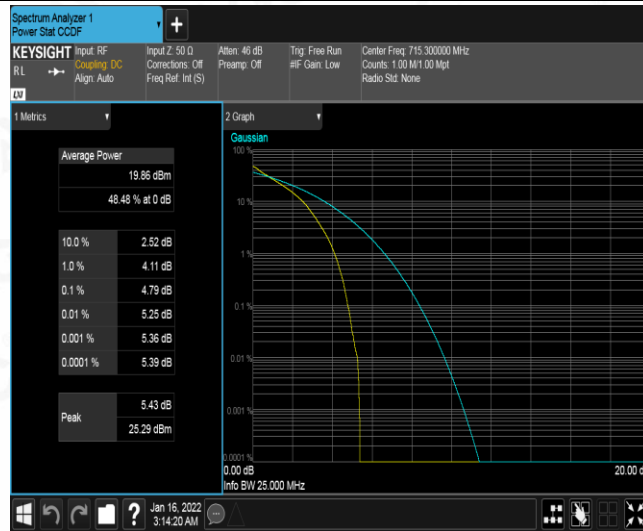 Spectrum Analyzer 1
Power Stat CCDF
KEYSIGHT
RL
LXI
Input: RF
Coupling: DC
Align: Auto
Input Z: 50 Ω
Corrections: Off
Freq Ref: Int (S)
Atten: 46 dB
Preamp: Off
Trig: Free Run
#IF Gain: Low
Center Freq: 715.300000 MHz
Counts: 1.00 M/1.00 Mpt
Radio Std: None
1 Metrics
Average Power
19.86 dBm
48.48 % at 0 dB
10.0 % 2.52 dB
1.0 % 4.11 dB
0.1 % 4.79 dB
0.01 % 5.25 dB
0.001 % 5.36 dB
0.0001 % 5.39 dB
Peak
5.43 dB
25.29 dBm
2 Graph
Gaussian
100 %
10 %
1 %
0.1 %
0.01 %
0.001 %
0.0001 %
0.00 dB
20.00
Info BW 25.000 MHz
Jan 16, 2022
3:14:20 AM